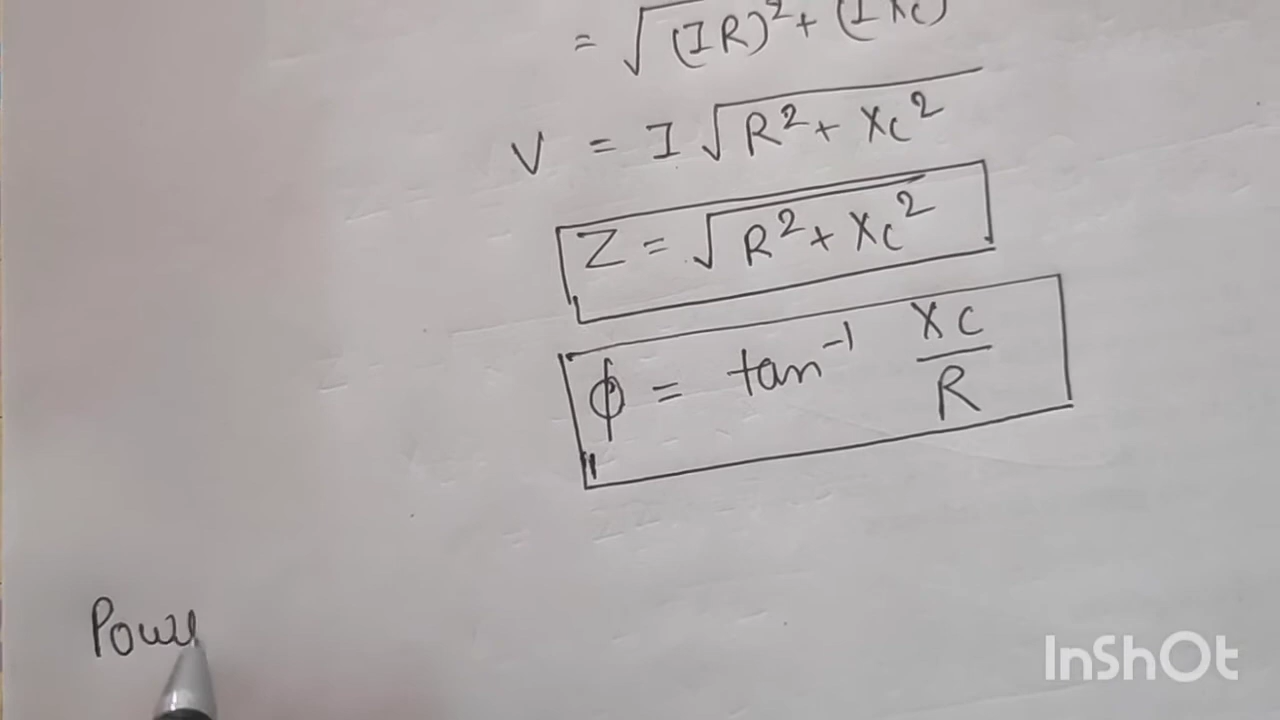 = √(IR)² + (IXc)
V = I √R² + Xc²
Z = √R² + Xc²
φ = tan⁻¹ Xc/R
Powe
InShOt